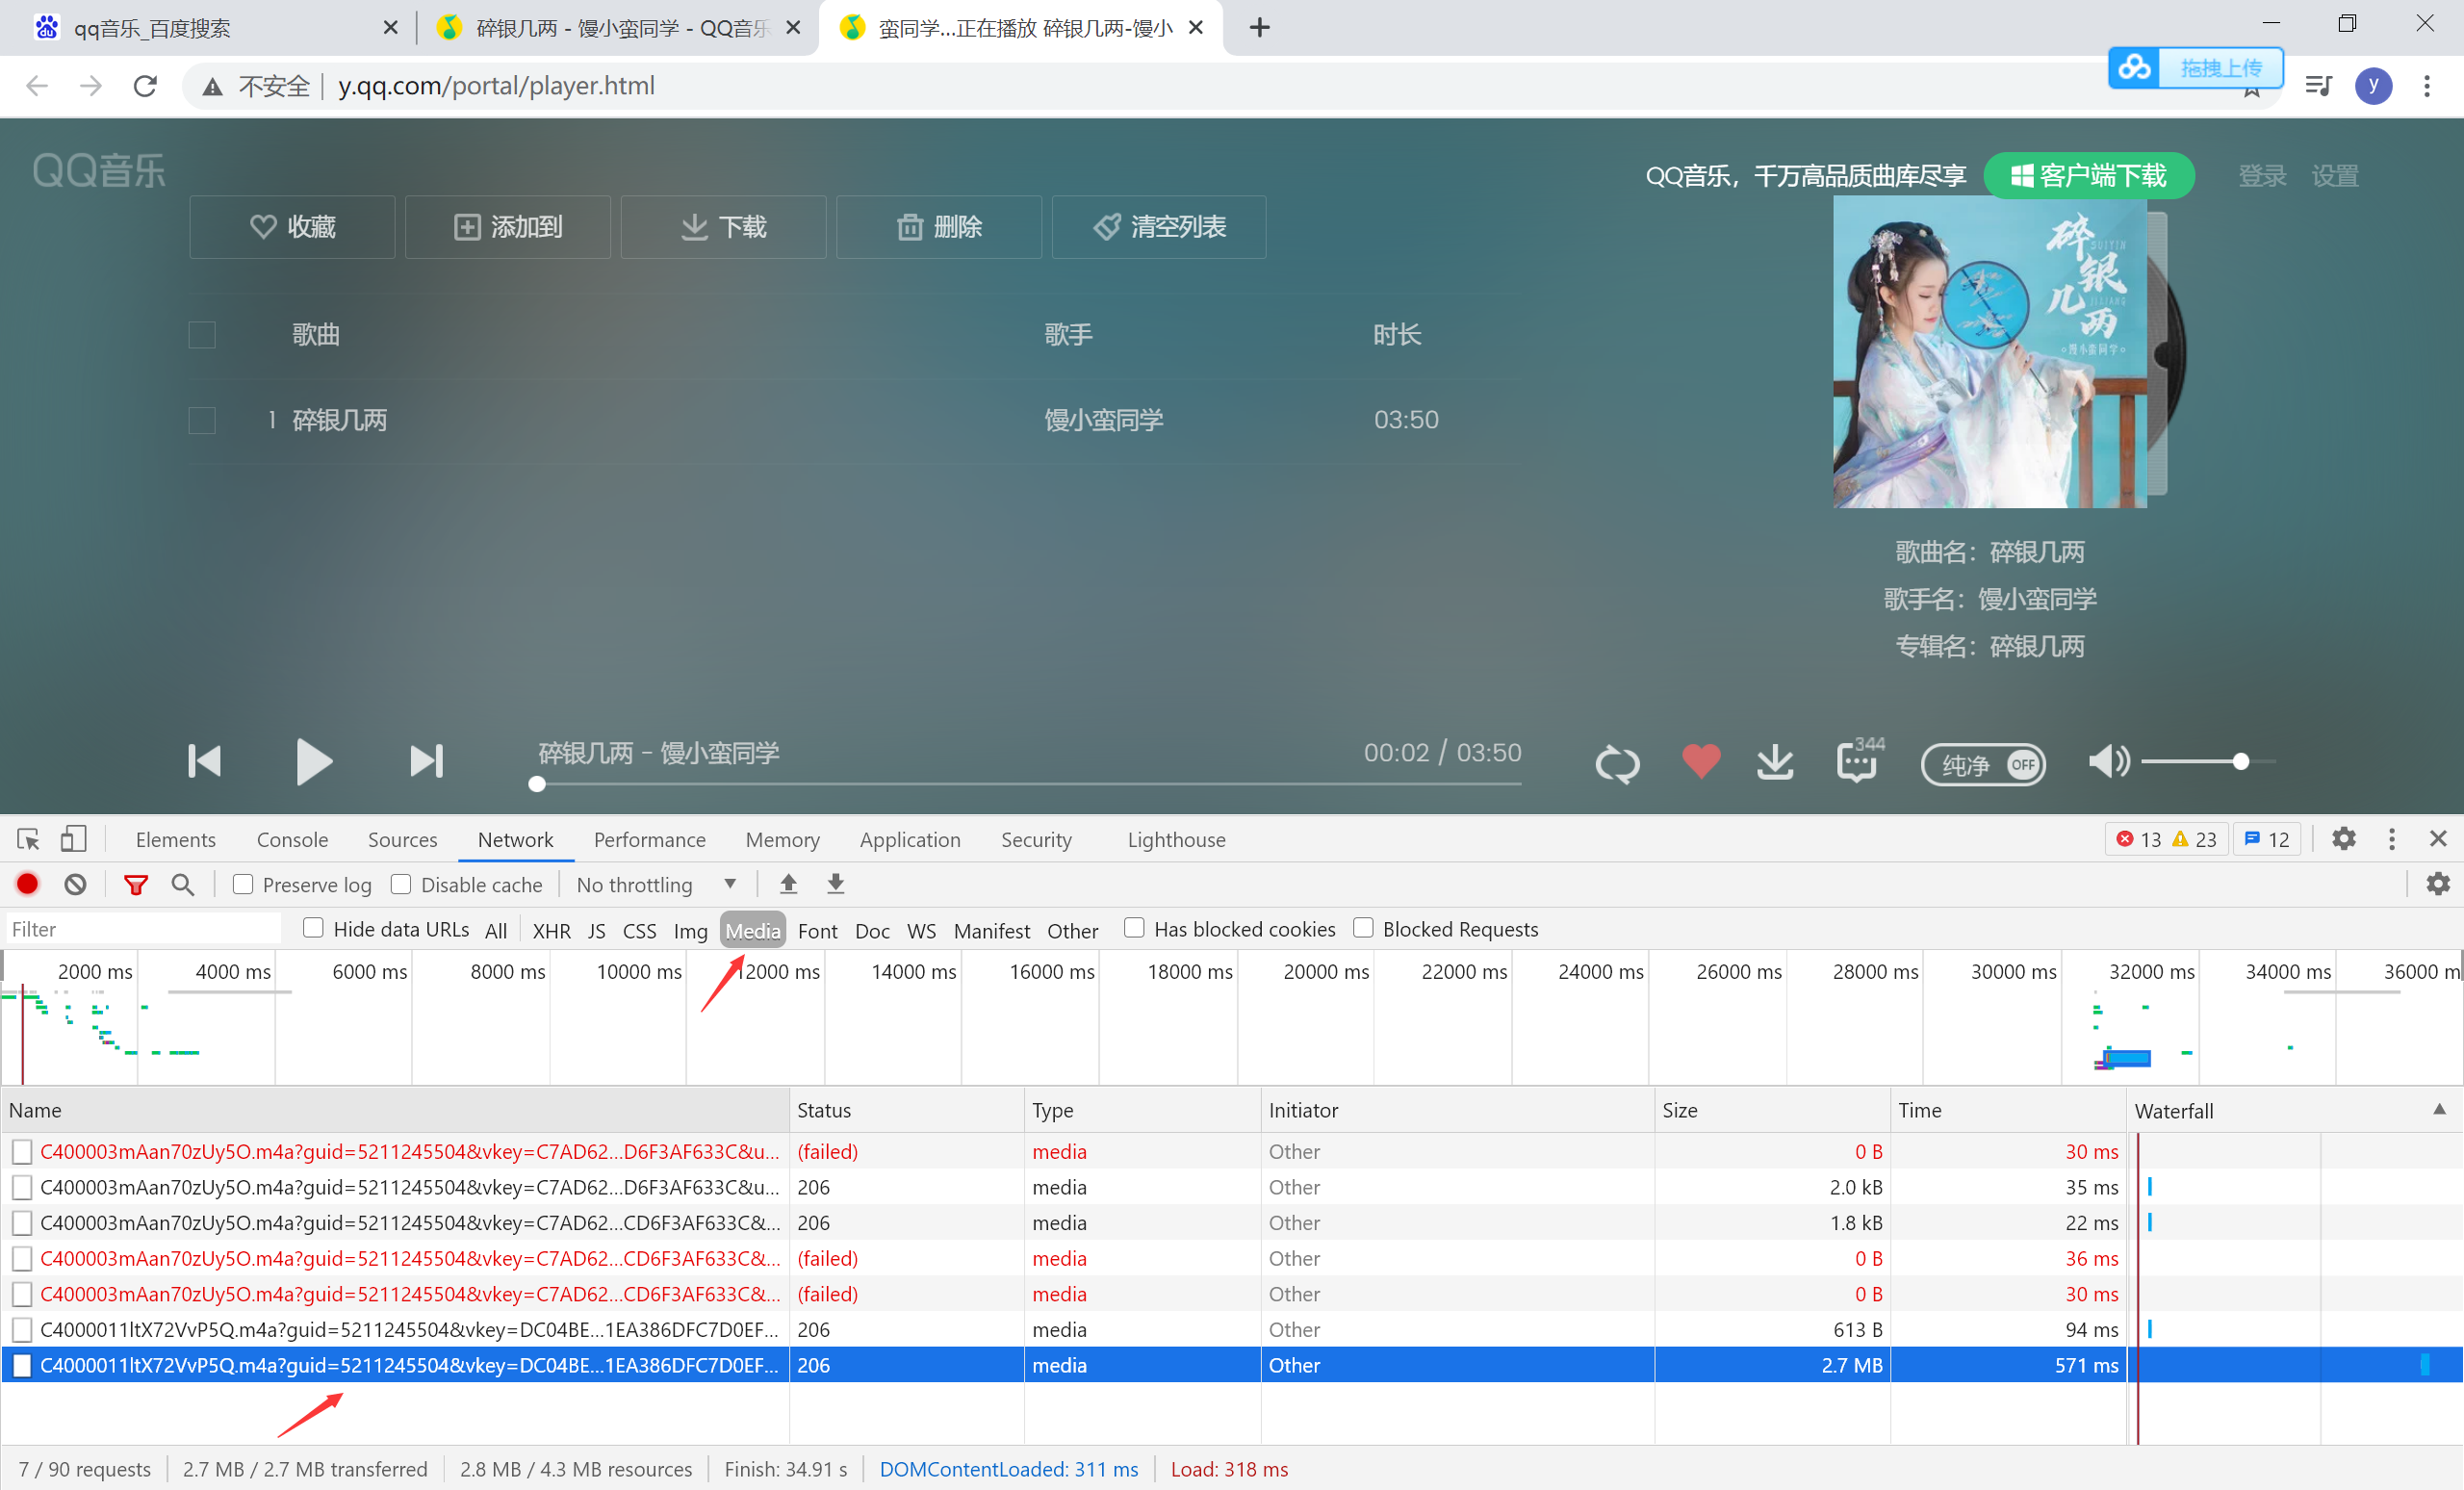 qq音乐_百度搜索
碎银几两 - 馒小蛮同学 - QQ音乐
蛮同学...正在播放 碎银几两-馒小
不安全 y.qq.com/portal/player.html
拖拽上传
y
QQ音乐
QQ音乐，千万高品质曲库尽享 客户端下载 登录 设置
收藏 添加到 下载 删除 清空列表
碎银几两
SUIYIN
JILIANG
馒小蛮同学
歌曲 歌手 时长
1 碎银几两 馒小蛮同学 03:50
歌曲名：碎银几两
歌手名：馒小蛮同学
专辑名：碎银几两
碎银几两 - 馒小蛮同学 00:02 / 03:50
344
纯净 OFF
Elements Console Sources Network Performance Memory Application Security Lighthouse 13 23 12
Preserve log Disable cache No throttling
Filter Hide data URLs All XHR JS CSS Img Media Font Doc WS Manifest Other Has blocked cookies Blocked Requests
2000 ms 4000 ms 6000 ms 8000 ms 10000 ms 12000 ms 14000 ms 16000 ms 18000 ms 20000 ms 22000 ms 24000 ms 26000 ms 28000 ms 30000 ms 32000 ms 34000 ms 36000 m
Name Status Type Initiator Size Time Waterfall
C400003mAan70zUy5O.m4a?guid=5211245504&vkey=C7AD62...D6F3AF633C&u... (failed) media Other 0 B 30 ms
C400003mAan70zUy5O.m4a?guid=5211245504&vkey=C7AD62...D6F3AF633C&u... 206 media Other 2.0 kB 35 ms
C400003mAan70zUy5O.m4a?guid=5211245504&vkey=C7AD62...CD6F3AF633C&... 206 media Other 1.8 kB 22 ms
C400003mAan70zUy5O.m4a?guid=5211245504&vkey=C7AD62...CD6F3AF633C&... (failed) media Other 0 B 36 ms
C400003mAan70zUy5O.m4a?guid=5211245504&vkey=C7AD62...CD6F3AF633C&... (failed) media Other 0 B 30 ms
C4000011ltX72VvP5Q.m4a?guid=5211245504&vkey=DC04BE...1EA386DFC7D0EF... 206 media Other 613 B 94 ms
C4000011ltX72VvP5Q.m4a?guid=5211245504&vkey=DC04BE...1EA386DFC7D0EF... 206 media Other 2.7 MB 571 ms
7 / 90 requests 2.7 MB / 2.7 MB transferred 2.8 MB / 4.3 MB resources Finish: 34.91 s DOMContentLoaded: 311 ms Load: 318 ms